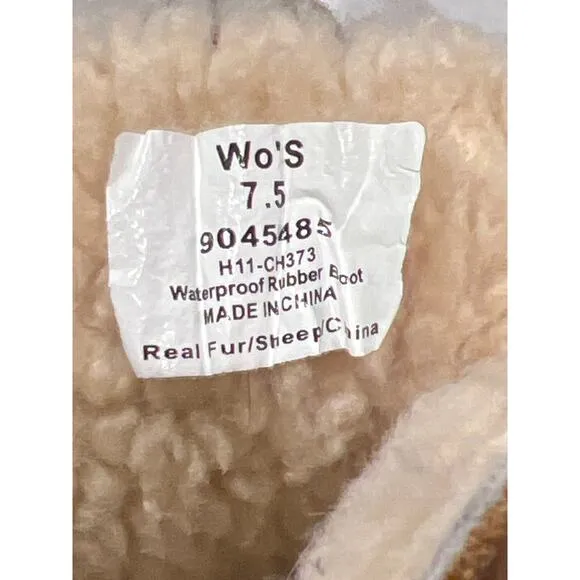 Wo'S
7.5
9045485
H11-CH373
Waterproof Rubber Boot
MADE IN CHINA
Real Fur/Sheep/China